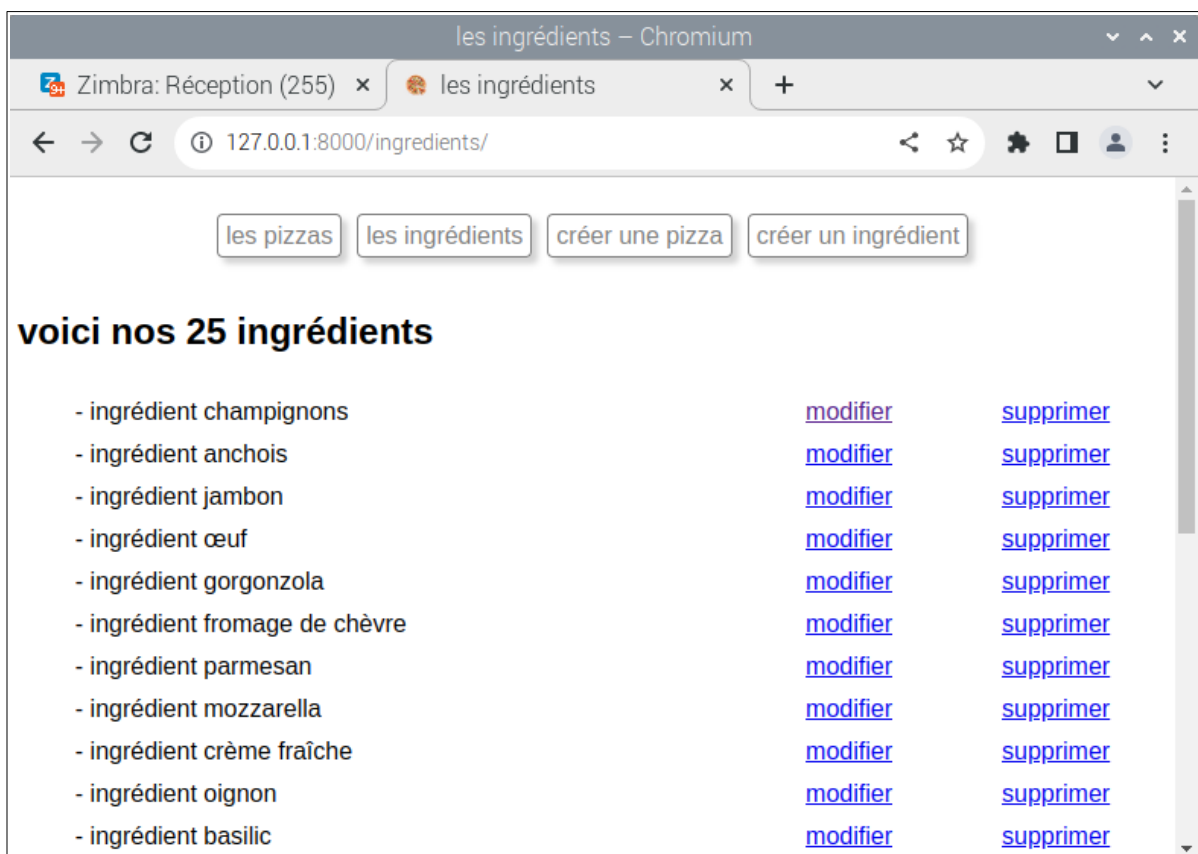 les ingrédients – Chromium
Zimbra: Réception (255) les ingrédients
127.0.0.1:8000/ingredients/
les pizzas les ingrédients créer une pizza créer un ingrédient
voici nos 25 ingrédients
- ingrédient champignons modifier supprimer
- ingrédient anchois modifier supprimer
- ingrédient jambon modifier supprimer
- ingrédient œuf modifier supprimer
- ingrédient gorgonzola modifier supprimer
- ingrédient fromage de chèvre modifier supprimer
- ingrédient parmesan modifier supprimer
- ingrédient mozzarella modifier supprimer
- ingrédient crème fraîche modifier supprimer
- ingrédient oignon modifier supprimer
- ingrédient basilic modifier supprimer